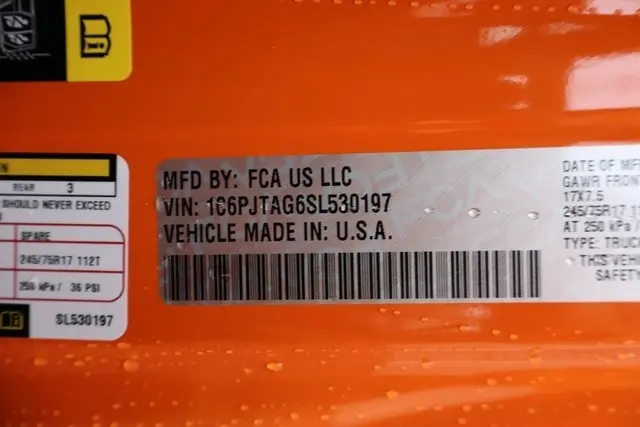 N
REAR 3
SHOULD NEVER EXCEED
SPARE
245/75R17 112T
250 kPa / 36 PSI
SL530197
MFD BY: FCA US LLC
VIN: 1C6PJTAG6SL530197
VEHICLE MADE IN: U.S.A.
DATE OF MF
GAWR FRON
17X7.5
245/75R17 11
AT 250 kPa /
TYPE: TRUC
THIS VEHI
SAFET